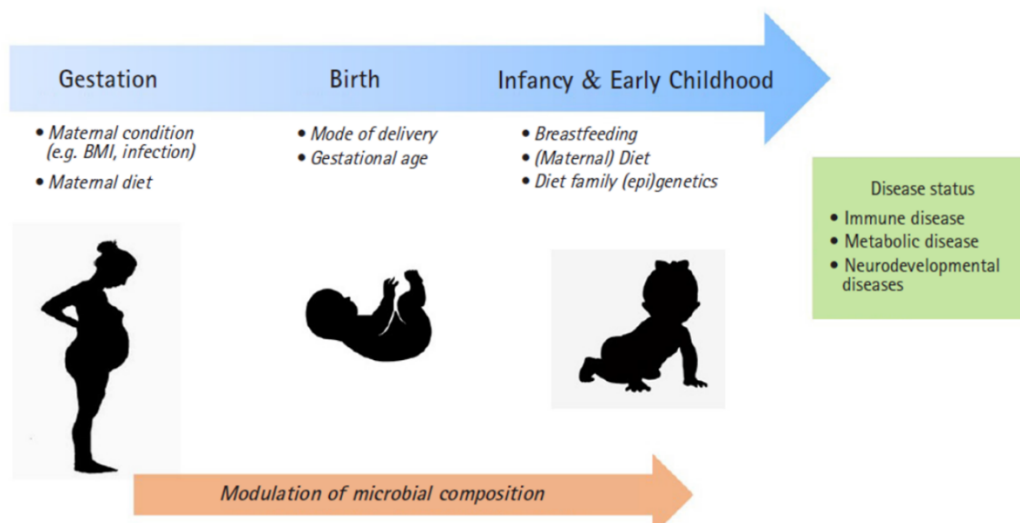 Gestation
Birth
Infancy & Early Childhood
• Maternal condition
(e.g. BMI, infection)
• Maternal diet
• Mode of delivery
• Gestational age
• Breastfeeding
• (Maternal) Diet
• Diet family (epi)genetics
Disease status
• Immune disease
• Metabolic disease
• Neurodevelopmental
diseases
Modulation of microbial composition